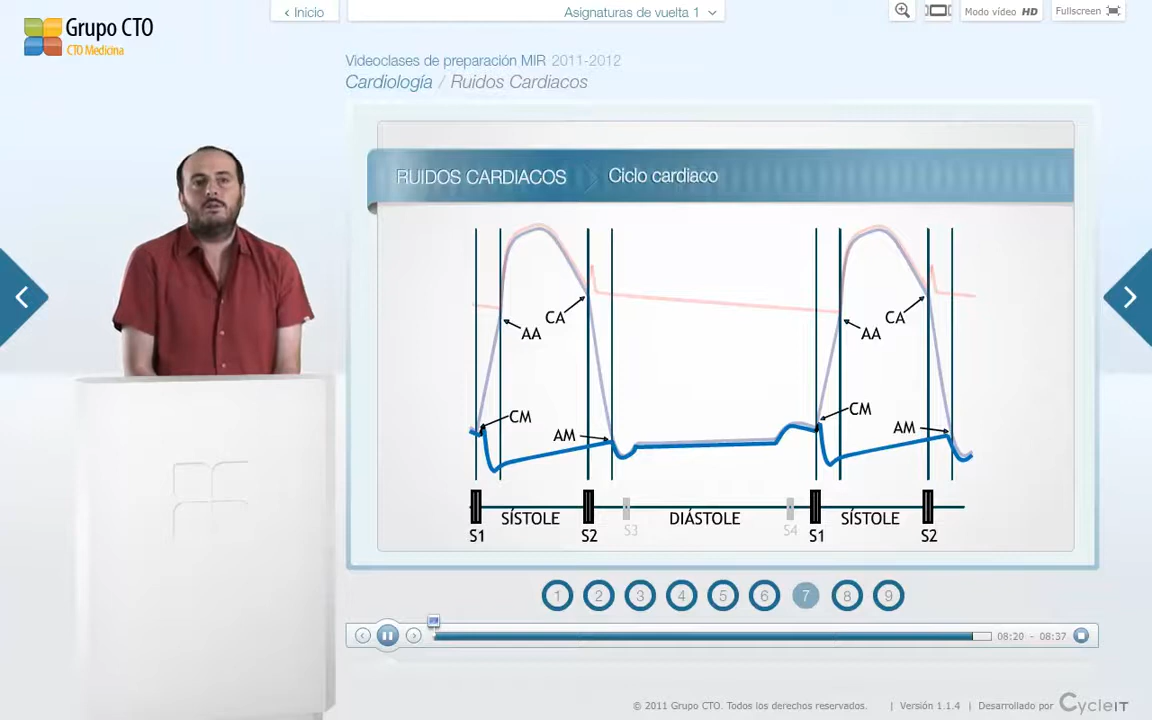 Grupo CTO
CTO Medicina
‹ Inicio
Asignaturas de vuelta 1
Modo vídeo HD
Fullscreen
Videoclases de preparación MIR 2011-2012
Cardiología / Ruidos Cardiacos
RUIDOS CARDIACOS Ciclo cardiaco
CA CA
AA AA
CM CM
AM AM
SÍSTOLE DIÁSTOLE SÍSTOLE
S1 S2 S3 S4 S1 S2
1 2 3 4 5 6 7 8 9
08:20 - 08:37
© 2011 Grupo CTO. Todos los derechos reservados. | Versión 1.1.4 | Desarrollado por CycleIT